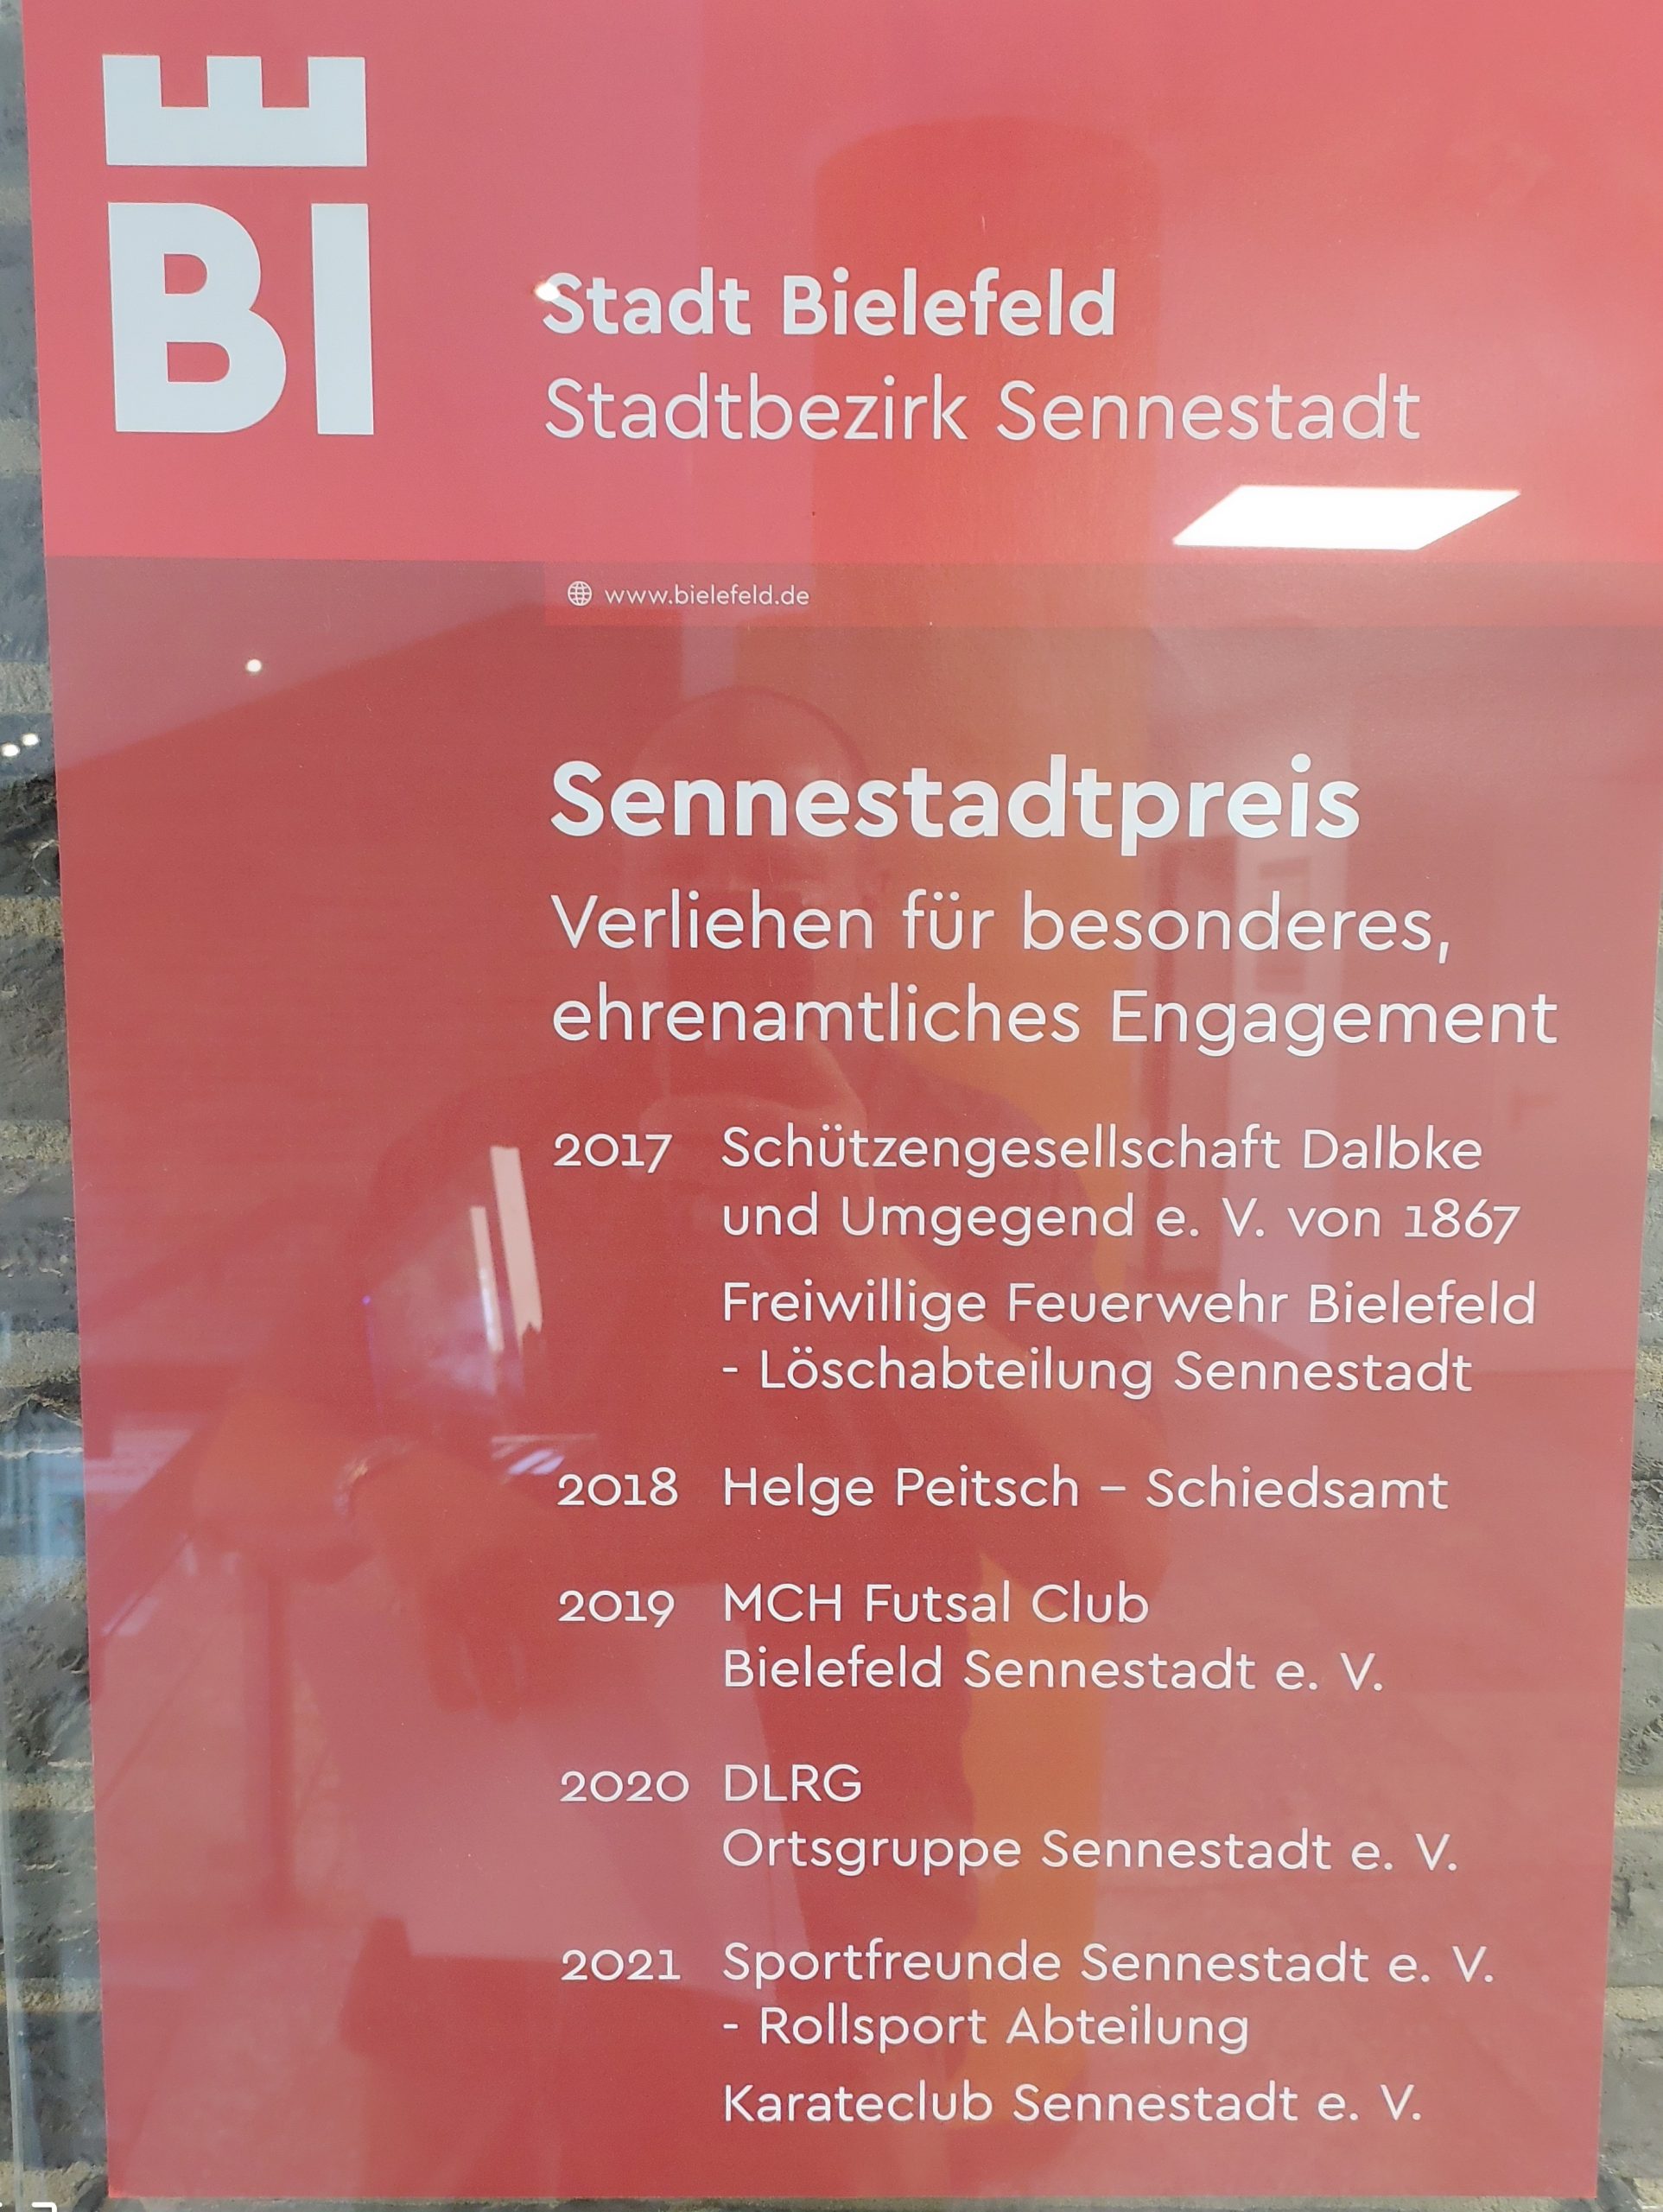 BI
Stadt Bielefeld
Stadtbezirk Sennestadt
www.bielefeld.de
Sennestadtpreis
Verliehen für besonderes,
ehrenamtliches Engagement
2017 Schützengesellschaft Dalbke
und Umgegend e. V. von 1867
Freiwillige Feuerwehr Bielefeld
- Löschabteilung Sennestadt
2018 Helge Peitsch – Schiedsamt
2019 MCH Futsal Club
Bielefeld Sennestadt e. V.
2020 DLRG
Ortsgruppe Sennestadt e. V.
2021 Sportfreunde Sennestadt e. V.
- Rollsport Abteilung
Karateclub Sennestadt e. V.